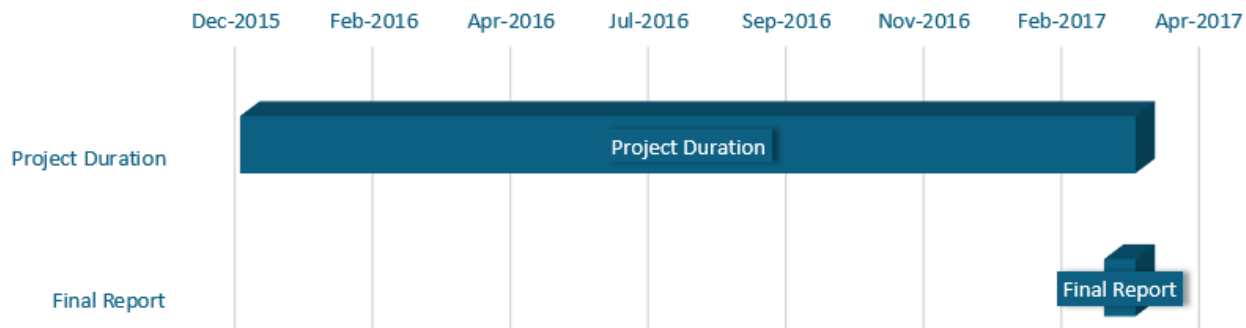 Dec-2015 Feb-2016 Apr-2016 Jul-2016 Sep-2016 Nov-2016 Feb-2017 Apr-2017
Project Duration
Project Duration
Final Report
Final Report